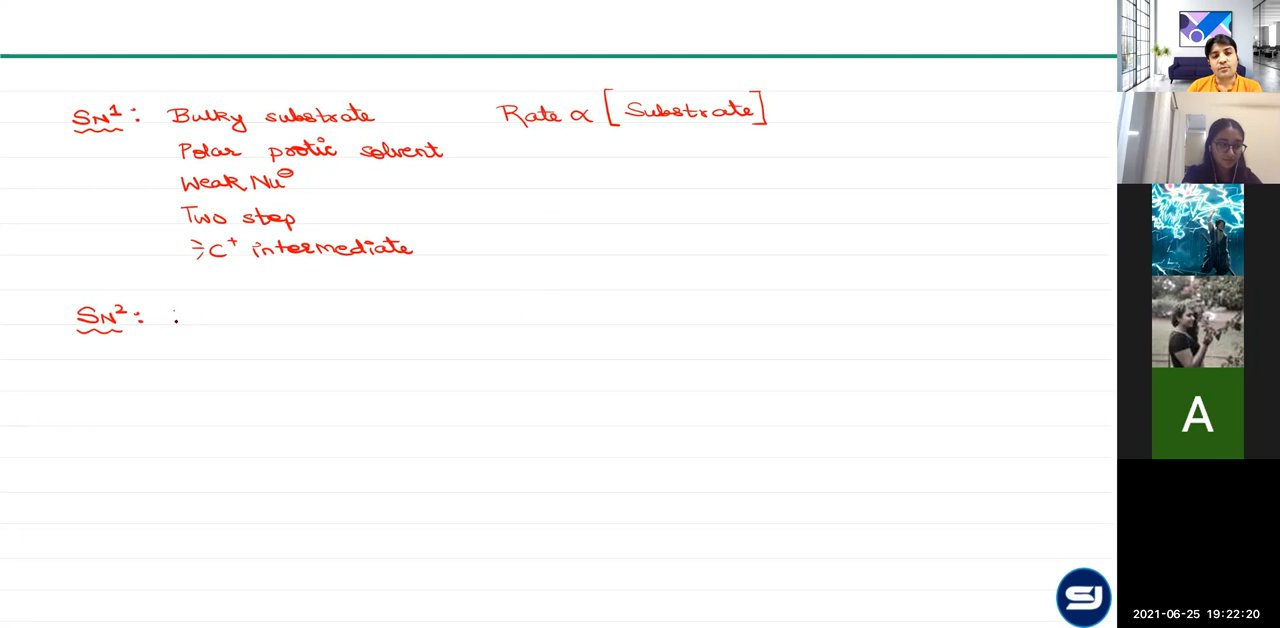 SN1: Bulky substrate Rate ∝ [Substrate]
Polar protic solvent
Weak Nu⊖
Two step
C+ intermediate
SN2:
A
SJ
2021-06-25 19:22:20